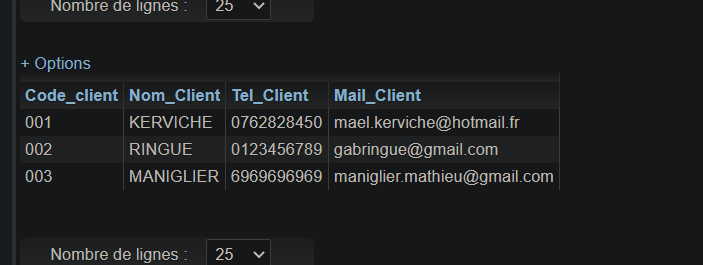 Nombre de lignes : 25
+ Options
Code_client Nom_Client Tel_Client Mail_Client
001 KERVICHE 0762828450 mael.kerviche@hotmail.fr
002 RINGUE 0123456789 gabringue@gmail.com
003 MANIGLIER 6969696969 maniglier.mathieu@gmail.com
Nombre de lignes : 25